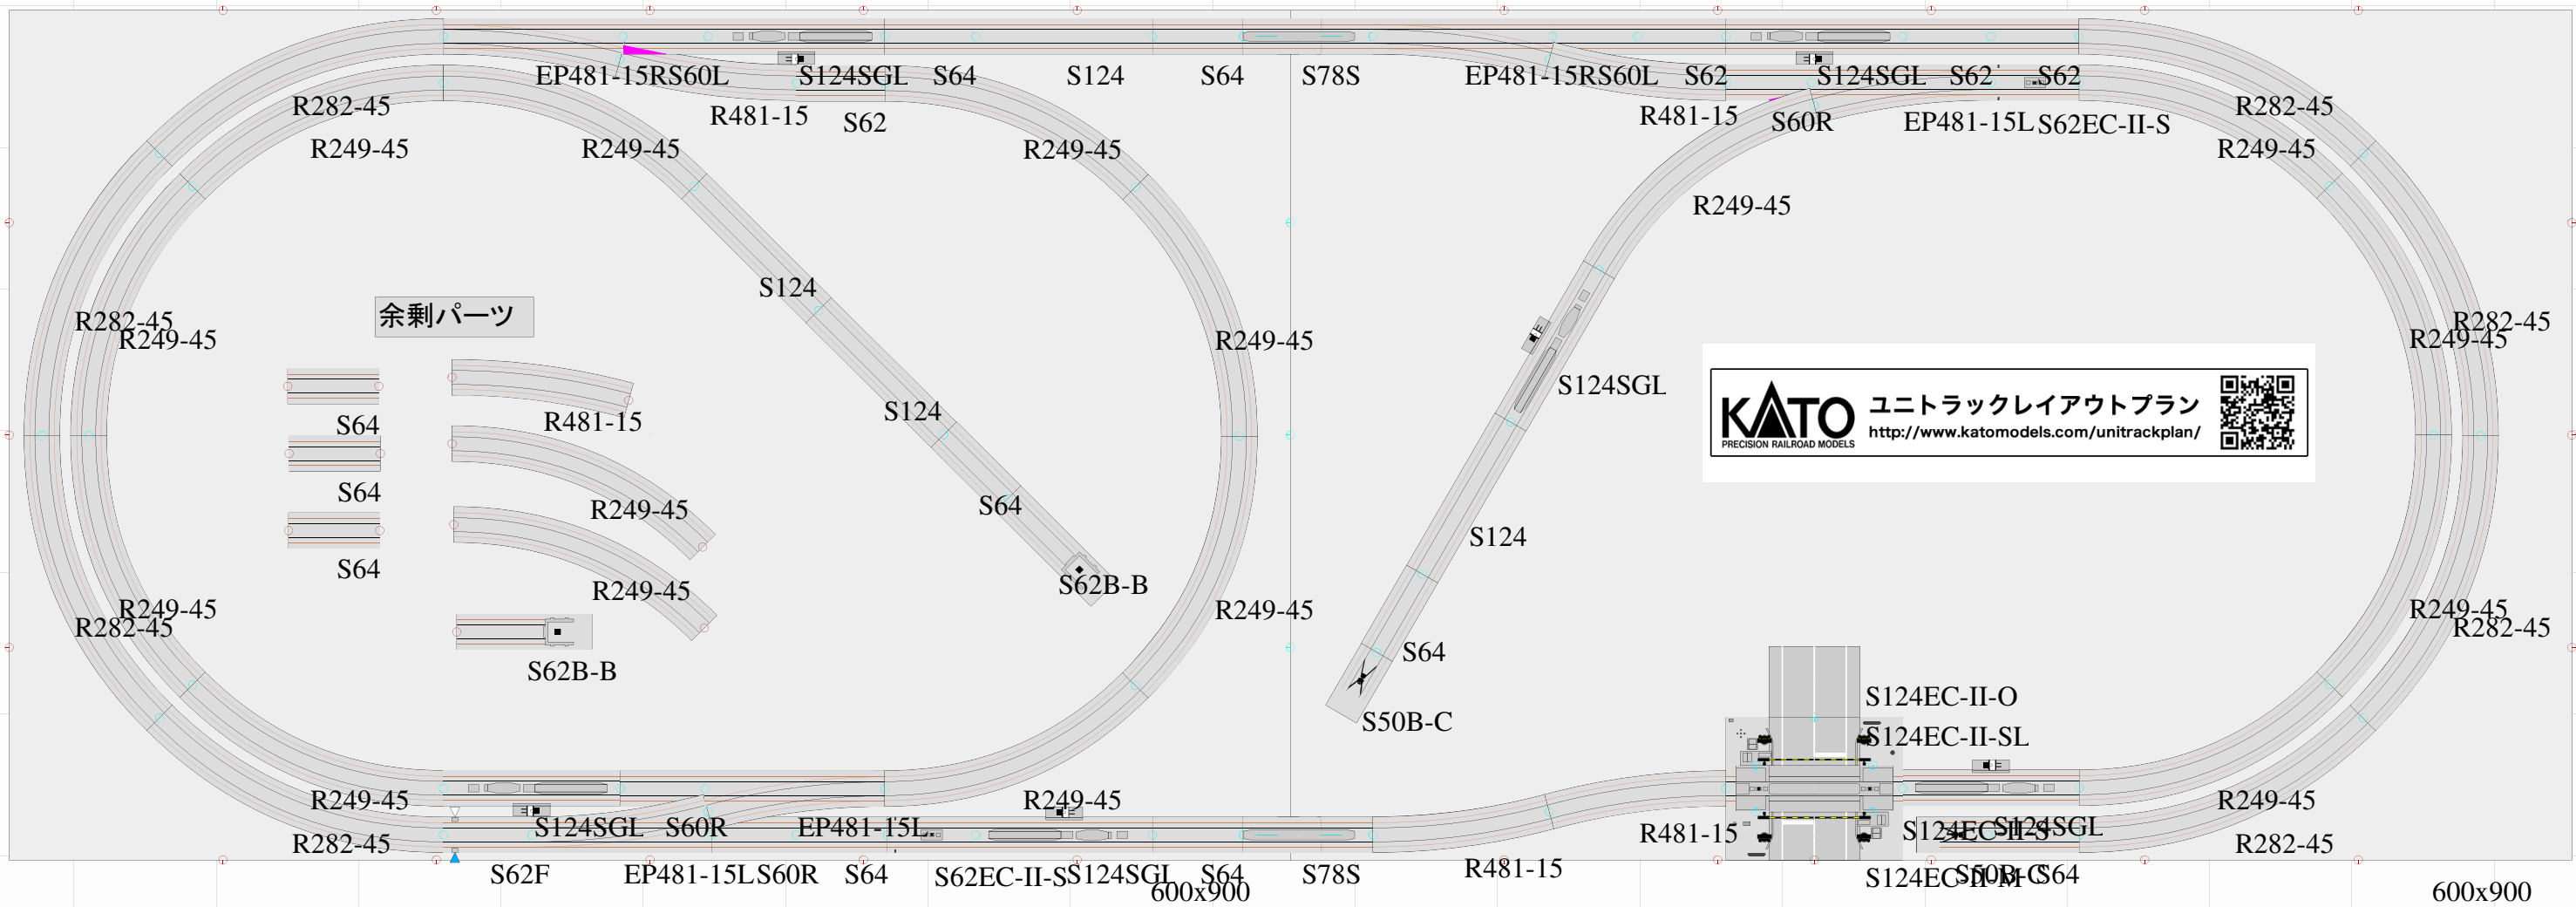 EP481-15RS60L
S124SGL
S64
S124
S64
S78S
EP481-15RS60L
S62
S124SGL
S62
S62
R282-45
R481-15
S62
R481-15
S60R
EP481-15L
S62EC-II-S
R282-45
R249-45
R249-45
R249-45
R249-45
R249-45
S124
余剰パーツ
R282-45
R249-45
R249-45
R282-45
R249-45
S124SGL
KATO
PRECISION RAILROAD MODELS
ユニトラックレイアウトプラン
http://www.katomodels.com/unitrackplan/
S64
R481-15
S124
S64
R249-45
S64
S124
S64
R249-45
S62B-B
R249-45
R282-45
R249-45
R249-45
R282-45
S64
S62B-B
S124EC-II-O
S50B-C
S124EC-II-SL
R249-45
S124SGL
S60R
EP481-15L
R249-45
R481-15
S124EC-II-S
S124SGL
R249-45
R282-45
S62F
EP481-15LS60R
S64
S62EC-II-S
S124SGL
S64
S78S
R481-15
S124EC-II-M
S50B-C
S64
R282-45
600x900
600x900